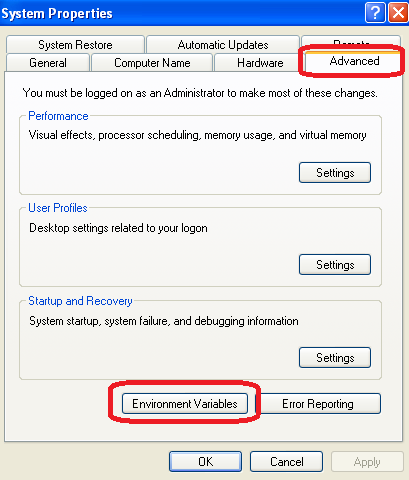 System Properties
System Restore Automatic Updates Remote
General Computer Name Hardware Advanced
You must be logged on as an Administrator to make most of these changes.
Performance
Visual effects, processor scheduling, memory usage, and virtual memory
Settings
User Profiles
Desktop settings related to your logon
Settings
Startup and Recovery
System startup, system failure, and debugging information
Settings
Environment Variables Error Reporting
OK Cancel Apply